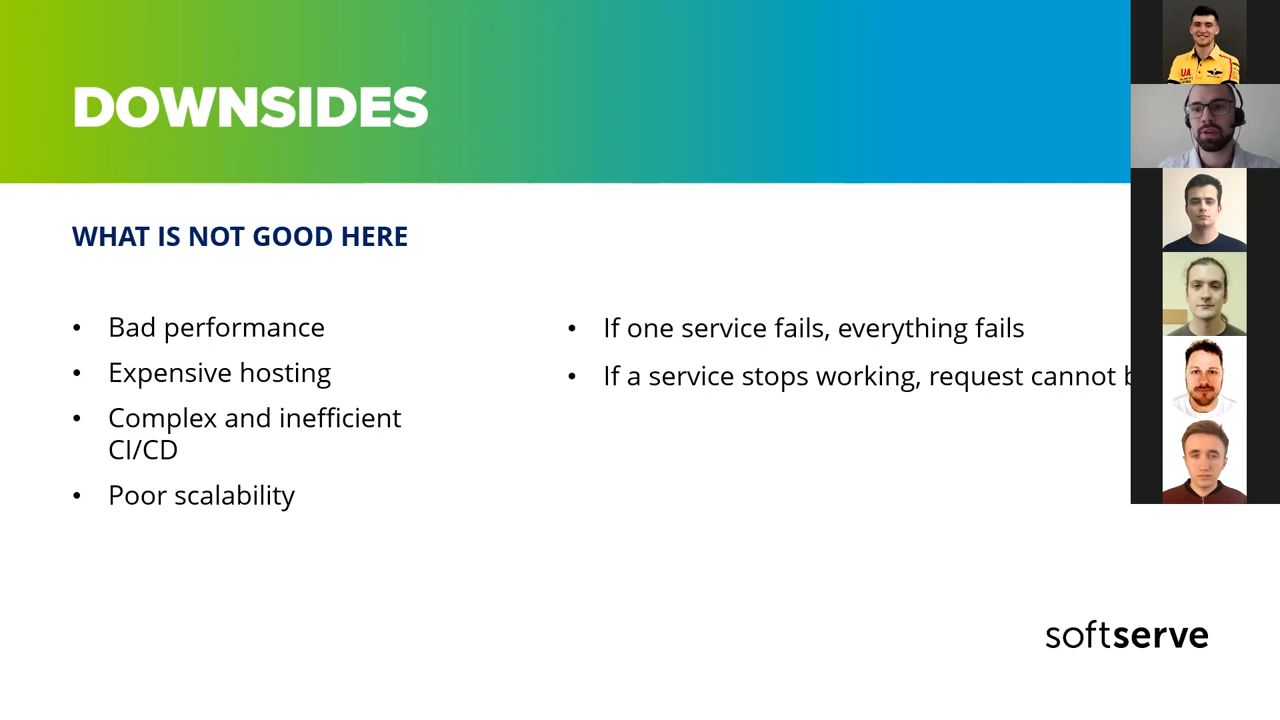 DOWNSIDES
WHAT IS NOT GOOD HERE
• Bad performance
• Expensive hosting
• Complex and inefficient
CI/CD
• Poor scalability
• If one service fails, everything fails
• If a service stops working, request cannot
softserve
UA